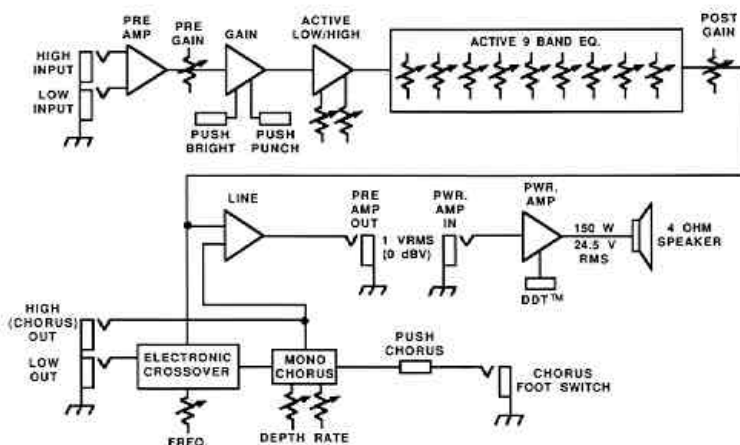 PRE
AMP
PRE
GAIN
GAIN
ACTIVE
LOW/HIGH
ACTIVE 9 BAND EQ.
POST
GAIN
HIGH
INPUT
LOW
INPUT
PUSH
BRIGHT
PUSH
PUNCH
LINE
PRE
AMP
OUT
1 VRMS
(0 dBV)
PWR.
AMP
IN
PWR.
AMP
150 W
24.5 V
RMS
4 OHM
SPEAKER
DDT™
HIGH
(CHORUS)
OUT
LOW
OUT
ELECTRONIC
CROSSOVER
MONO
CHORUS
PUSH
CHORUS
CHORUS
FOOT SWITCH
FREQ.
DEPTH RATE